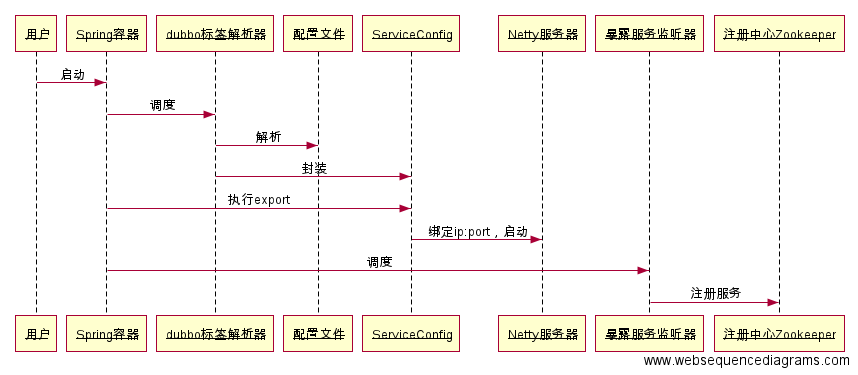 用户 Spring容器 dubbo标签解析器 配置文件 ServiceConfig Netty服务器 暴露服务监听器 注册中心Zookeeper
启动
调度
解析
封装
执行export
绑定ip:port，启动
调度
注册服务
用户 Spring容器 dubbo标签解析器 配置文件 ServiceConfig Netty服务器 暴露服务监听器 注册中心Zookeeper
www.websequencediagrams.com